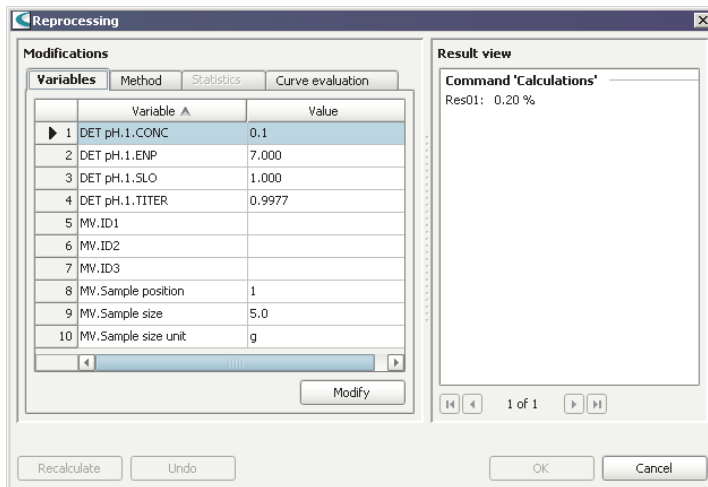 Reprocessing
Modifications
Variables Method Statistics Curve evaluation
Variable Value
1 DET pH.1.CONC 0.1
2 DET pH.1.ENP 7.000
3 DET pH.1.SLO 1.000
4 DET pH.1.TITER 0.9977
5 MV.ID1
6 MV.ID2
7 MV.ID3
8 MV.Sample position 1
9 MV.Sample size 5.0
10 MV.Sample size unit g
Modify
Result view
Command 'Calculations'
Res01: 0.20 %
1 of 1
Recalculate Undo OK Cancel